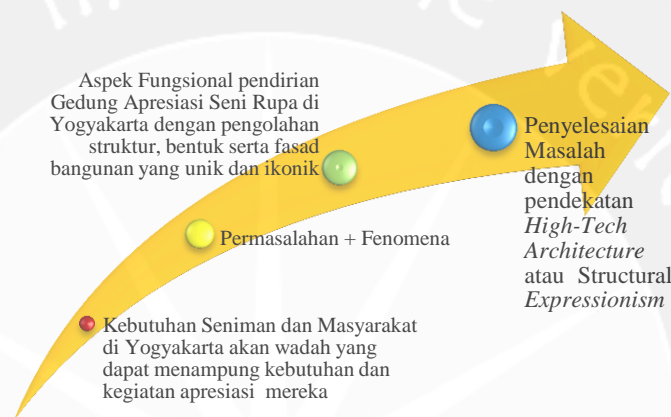 Aspek Fungsional pendirian
Gedung Apresiasi Seni Rupa di
Yogyakarta dengan pengolahan
struktur, bentuk serta fasad
bangunan yang unik dan ikonik
Penyelesaian
Masalah
dengan
pendekatan
High-Tech
Architecture
atau Structural
Expressionism
Permasalahan + Fenomena
Kebutuhan Seniman dan Masyarakat
di Yogyakarta akan wadah yang
dapat menampung kebutuhan dan
kegiatan apresiasi mereka